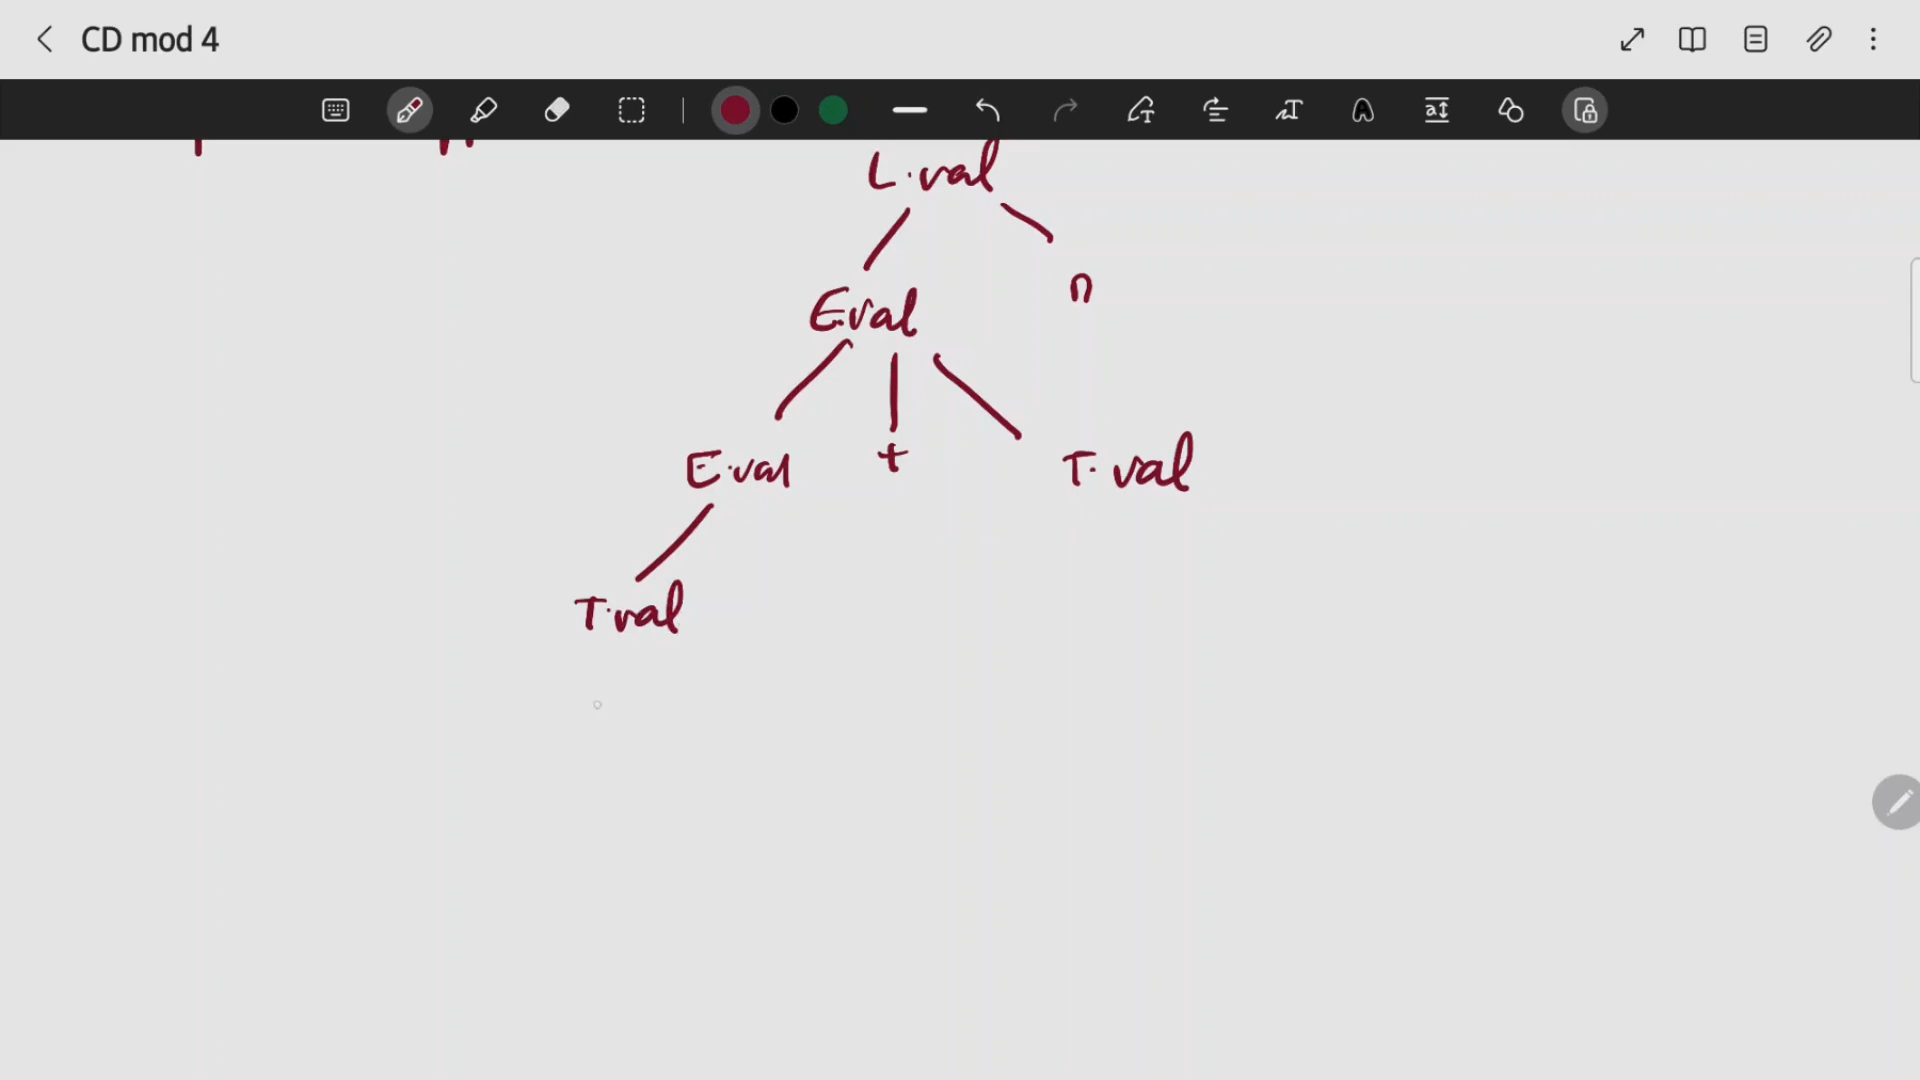 CD mod 4
L.val
E.val n
E.val + T.val
T.val